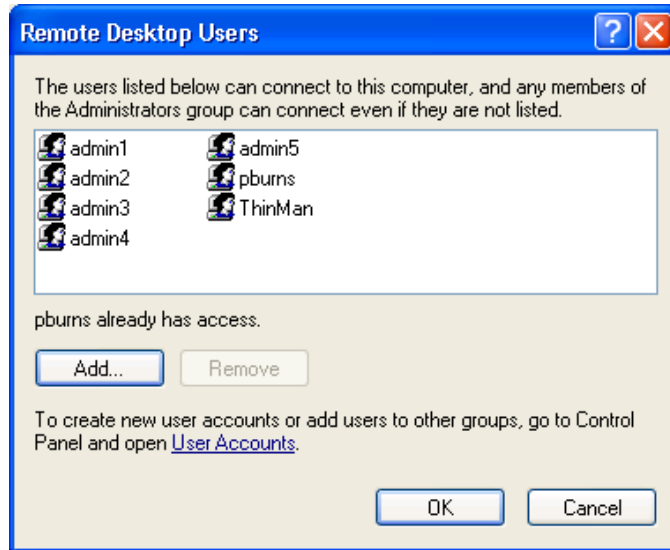 Remote Desktop Users
The users listed below can connect to this computer, and any members of
the Administrators group can connect even if they are not listed.
admin1 admin5
admin2 pburns
admin3 ThinMan
admin4
pburns already has access.
Add... Remove
To create new user accounts or add users to other groups, go to Control
Panel and open User Accounts.
OK Cancel